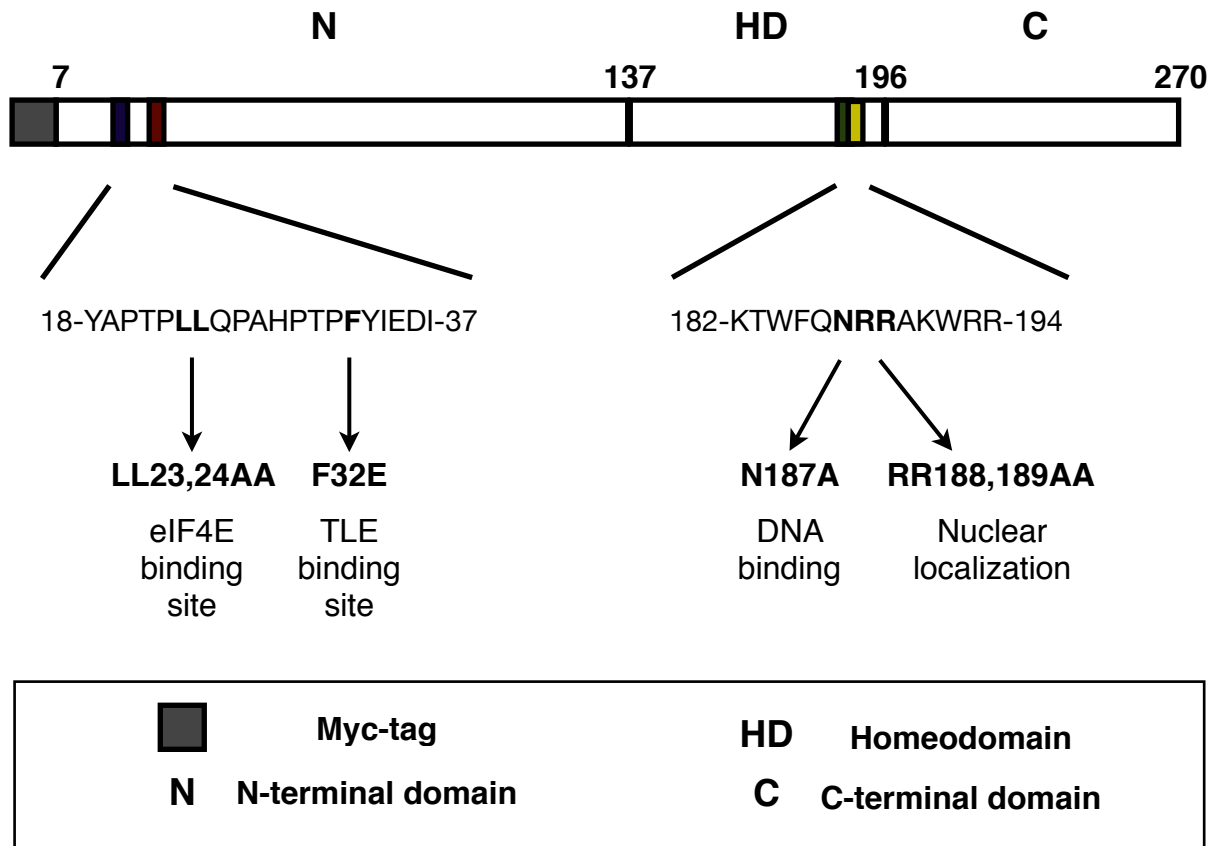 N HD C
7 137 196 270
18-YAPTPLLQPAHPTPFYIEDI-37 182-KTWFQNRRAKWRR-194
LL23,24AA F32E N187A RR188,189AA
eIF4E TLE DNA Nuclear
binding binding binding localization
site site
Myc-tag HD Homeodomain
N N-terminal domain C C-terminal domain